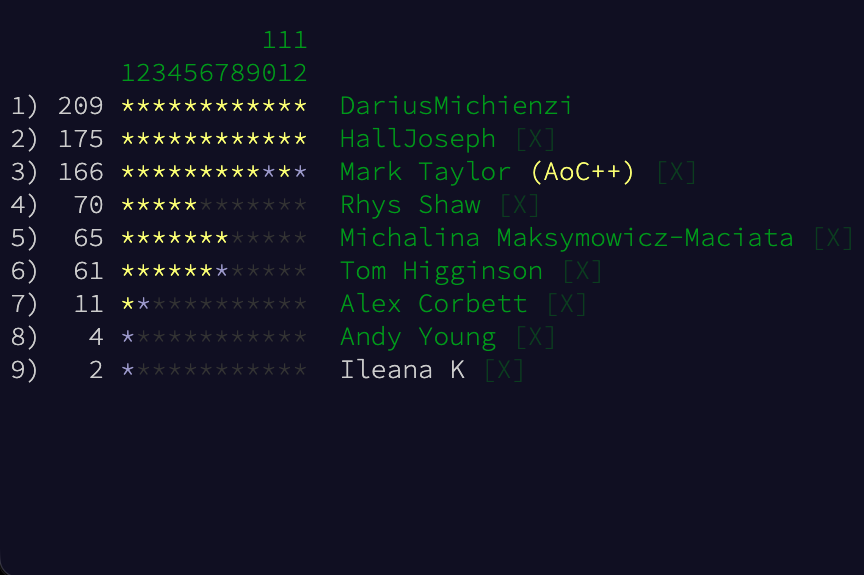 111
123456789012
1) 209 ************ DariusMichienzi
2) 175 ************ HallJoseph [X]
3) 166 ************ Mark Taylor (AoC++) [X]
4) 70 ************ Rhys Shaw [X]
5) 65 ************ Michalina Maksymowicz-Maciata [X]
6) 61 ************ Tom Higginson [X]
7) 11 ************ Alex Corbett [X]
8) 4 ************ Andy Young [X]
9) 2 ************ Ileana K [X]